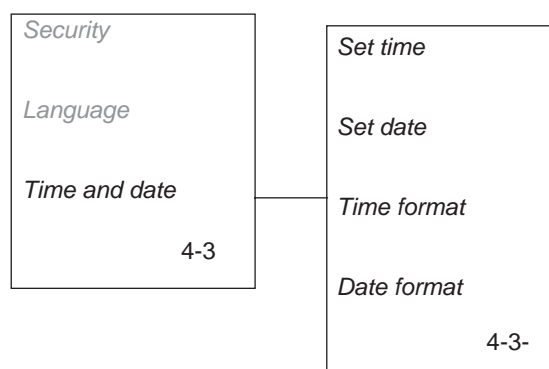 Security
Language
Time and date
4-3
Set time
Set date
Time format
Date format
4-3-